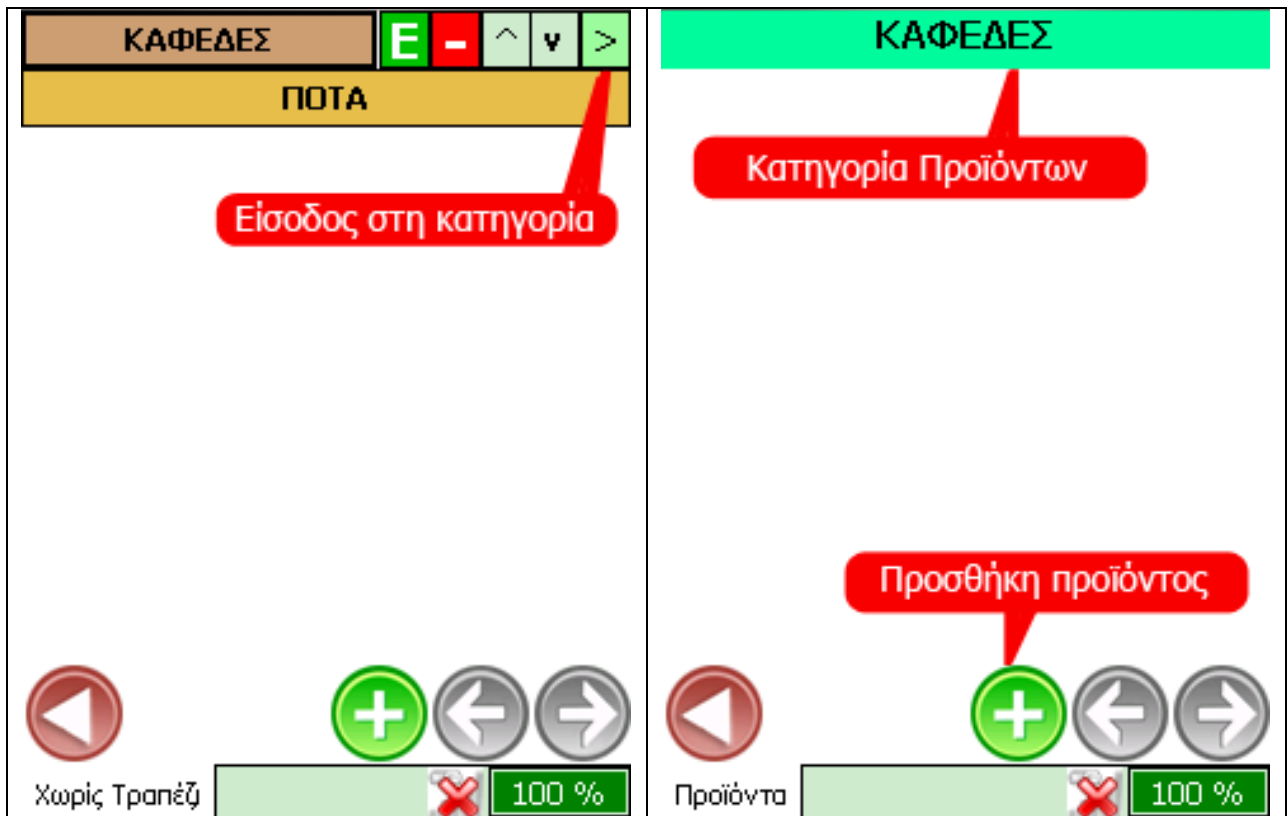 ΚΑΦΕΔΕΣ E - ^ v >
ΠΟΤΑ
Είσοδος στη κατηγορία
Χωρίς Τραπέζι 100 %
ΚΑΦΕΔΕΣ
Κατηγορία Προϊόντων
Προσθήκη προϊόντος
Προϊόντα 100 %